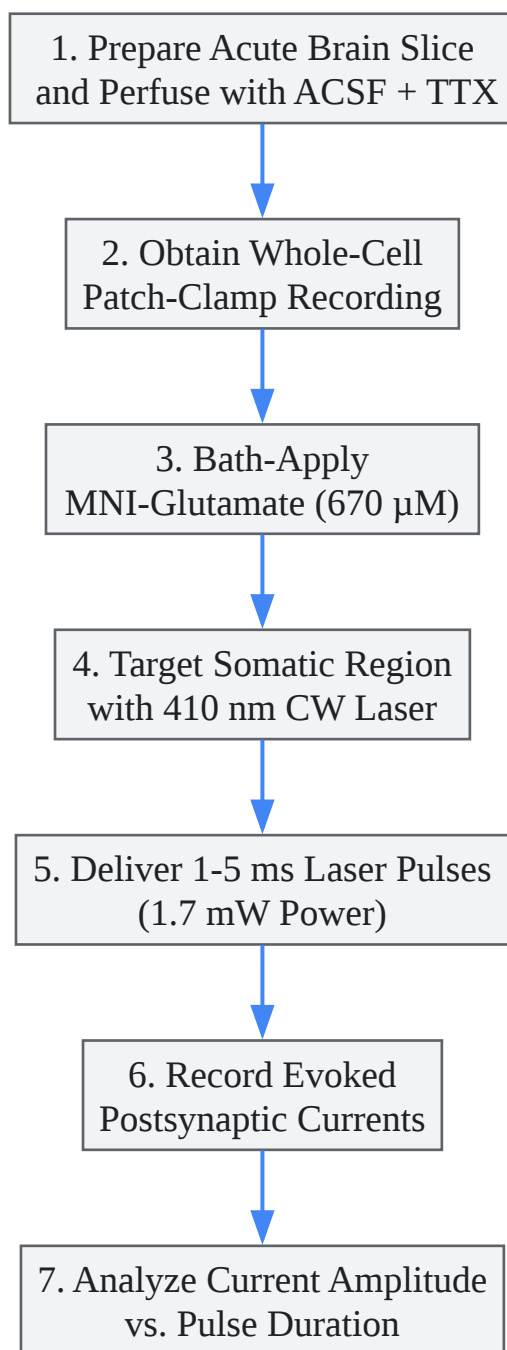 1. Prepare Acute Brain Slice
and Perfuse with ACSF + TTX
2. Obtain Whole-Cell
Patch-Clamp Recording
3. Bath-Apply
MNI-Glutamate (670 µM)
4. Target Somatic Region
with 410 nm CW Laser
5. Deliver 1-5 ms Laser Pulses
(1.7 mW Power)
6. Record Evoked
Postsynaptic Currents
7. Analyze Current Amplitude
vs. Pulse Duration